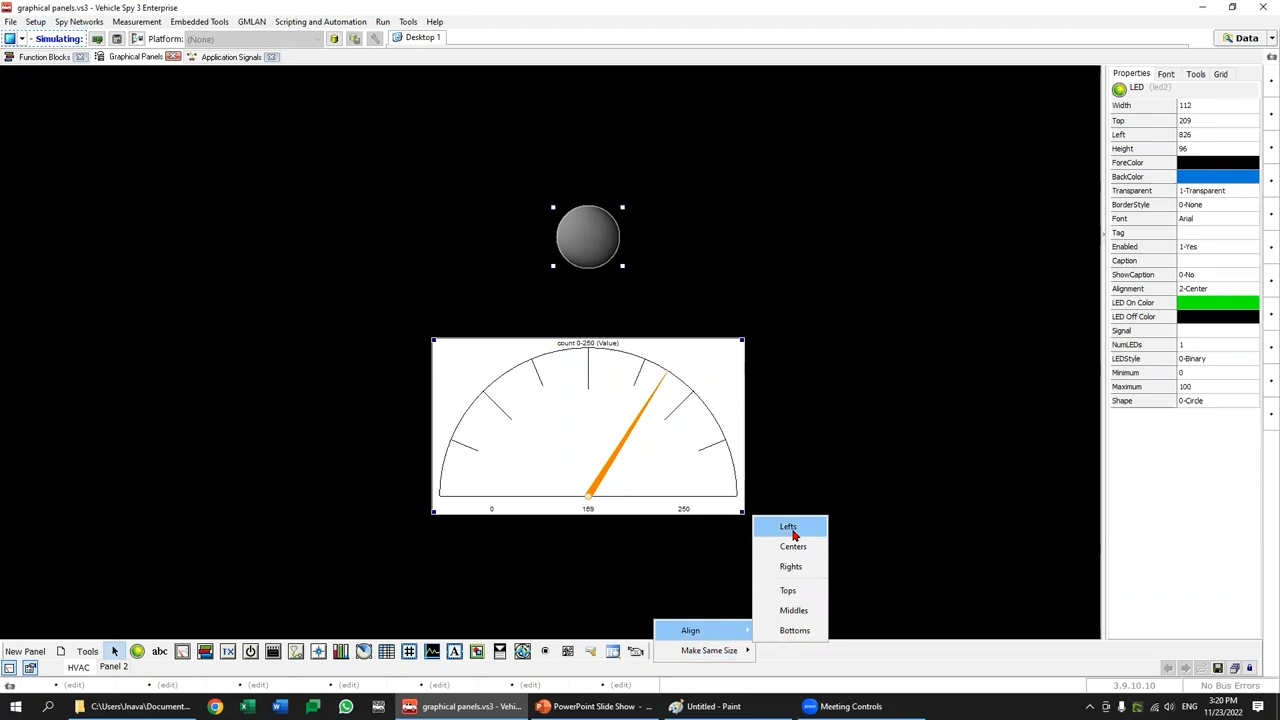 graphical panels.vs3 - Vehicle Spy 3 Enterprise
File Setup Spy Networks Measurement Embedded Tools GMLAN Scripting and Automation Run Tools Help
- Simulating: Platform: (None) Desktop 1 Data
Function Blocks Graphical Panels Application Signals
Properties Font Tools Grid
LED (led2)
Width 112
Top 209
Left 826
Height 96
ForeColor
BackColor
Transparent 1-Transparent
BorderStyle 0-None
Font Arial
Tag
Enabled 1-Yes
Caption
ShowCaption 0-No
Alignment 2-Center
LED On Color
LED Off Color
Signal
NumLEDs 1
LEDStyle 0-Binary
Minimum 0
Maximum 100
Shape 0-Circle
count 0-250 (Value)
0 169 250
Lefts
Centers
Rights
Tops
Middles
Bottoms
Align
Make Same Size
New Panel Tools abc TX
HVAC Panel 2
(edit) (edit) (edit) (edit) (edit) (edit) 3.9.10.10 No Bus Errors
C:\Users\lnava\Document... graphical panels.vs3 - Vehi... PowerPoint Slide Show - ... Untitled - Paint Meeting Controls ENG 3:20 PM
11/23/2022